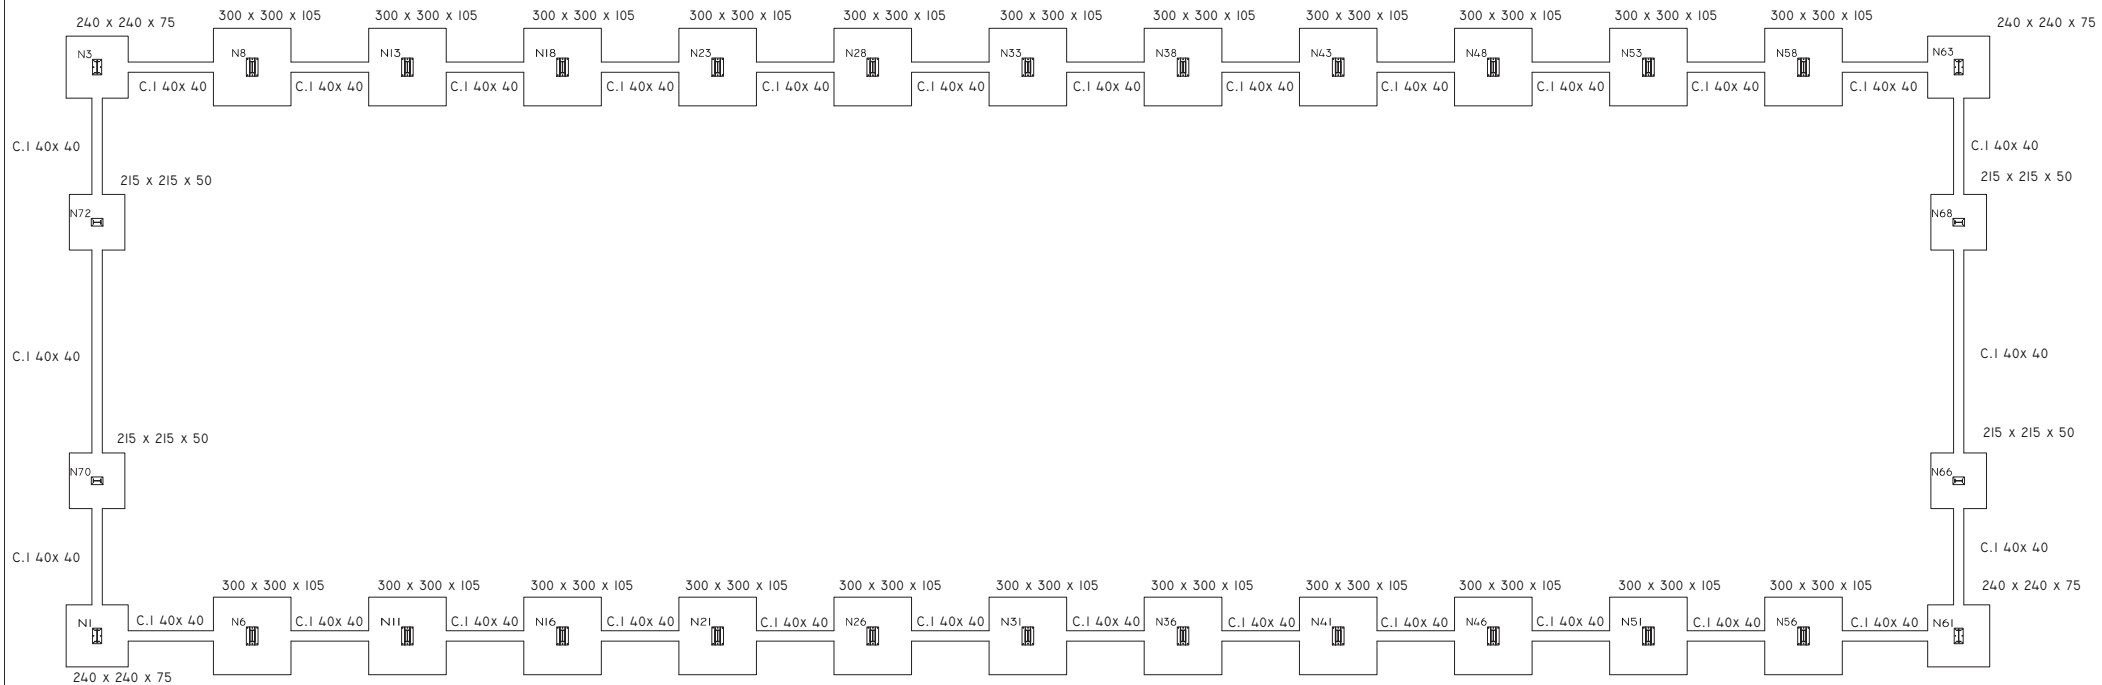 240 x 240 x 75
300 x 300 x 105
300 x 300 x 105
300 x 300 x 105
300 x 300 x 105
300 x 300 x 105
300 x 300 x 105
300 x 300 x 105
300 x 300 x 105
300 x 300 x 105
300 x 300 x 105
300 x 300 x 105
240 x 240 x 75
N3
N8
N13
N18
N23
N28
N33
N38
N43
N48
N53
N58
N63
C.1 40x 40
C.1 40x 40
C.1 40x 40
C.1 40x 40
C.1 40x 40
C.1 40x 40
C.1 40x 40
C.1 40x 40
C.1 40x 40
C.1 40x 40
C.1 40x 40
C.1 40x 40
C.1 40x 40
C.1 40x 40
215 x 215 x 50
215 x 215 x 50
N72
N68
C.1 40x 40
C.1 40x 40
215 x 215 x 50
215 x 215 x 50
N70
N66
C.1 40x 40
C.1 40x 40
300 x 300 x 105
300 x 300 x 105
300 x 300 x 105
300 x 300 x 105
300 x 300 x 105
300 x 300 x 105
300 x 300 x 105
300 x 300 x 105
300 x 300 x 105
300 x 300 x 105
300 x 300 x 105
240 x 240 x 75
N1
C.1 40x 40
N6
C.1 40x 40
N11
C.1 40x 40
N16
C.1 40x 40
N21
C.1 40x 40
N26
C.1 40x 40
N31
C.1 40x 40
N36
C.1 40x 40
N41
C.1 40x 40
N46
C.1 40x 40
N51
C.1 40x 40
N56
C.1 40x 40
N61
240 x 240 x 75